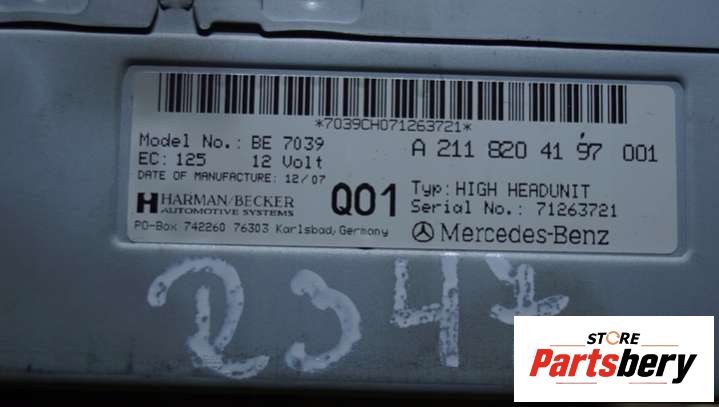 *7039CH071263721*
Model No.: BE 7039
A 211 820 41 97 001
EC: 125 12 Volt
DATE OF MANUFACTURE: 12/07
Typ: HIGH HEADUNIT
HARMAN/BECKER
AUTOMOTIVE SYSTEMS
Q01
Serial No.: 71263721
PO-Box 742260 76303 Karlsbad, Germany
Mercedes-Benz
STORE
Partsbery